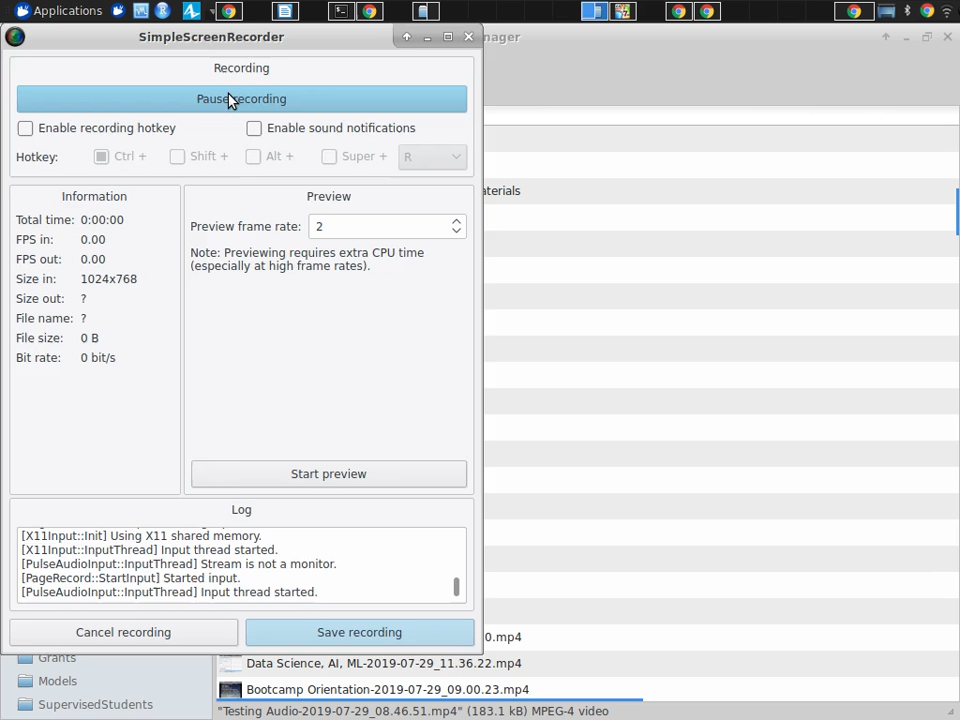 Applications
SimpleScreenRecorder
nager
Recording
Pause recording
Enable recording hotkey
Enable sound notifications
Hotkey:
Ctrl +
Shift +
Alt +
Super +
R
aterials
Information
Preview
Total time: 0:00:00
Preview frame rate: 2
FPS in: 0.00
FPS out: 0.00
Note: Previewing requires extra CPU time
(especially at high frame rates).
Size in: 1024x768
Size out: ?
File name: ?
File size: 0 B
Bit rate: 0 bit/s
Start preview
Log
[X11Input::Init] Using X11 shared memory.
[X11Input::InputThread] Input thread started.
[PulseAudioInput::InputThread] Stream is not a monitor.
[PageRecord::StartInput] Started input.
[PulseAudioInput::InputThread] Input thread started.
Cancel recording
Save recording
0.mp4
Grants
Data Science, AI, ML-2019-07-29_11.36.22.mp4
Models
Bootcamp Orientation-2019-07-29_09.00.23.mp4
SupervisedStudents
"Testing Audio-2019-07-29_08.46.51.mp4" (183.1 kB) MPEG-4 video